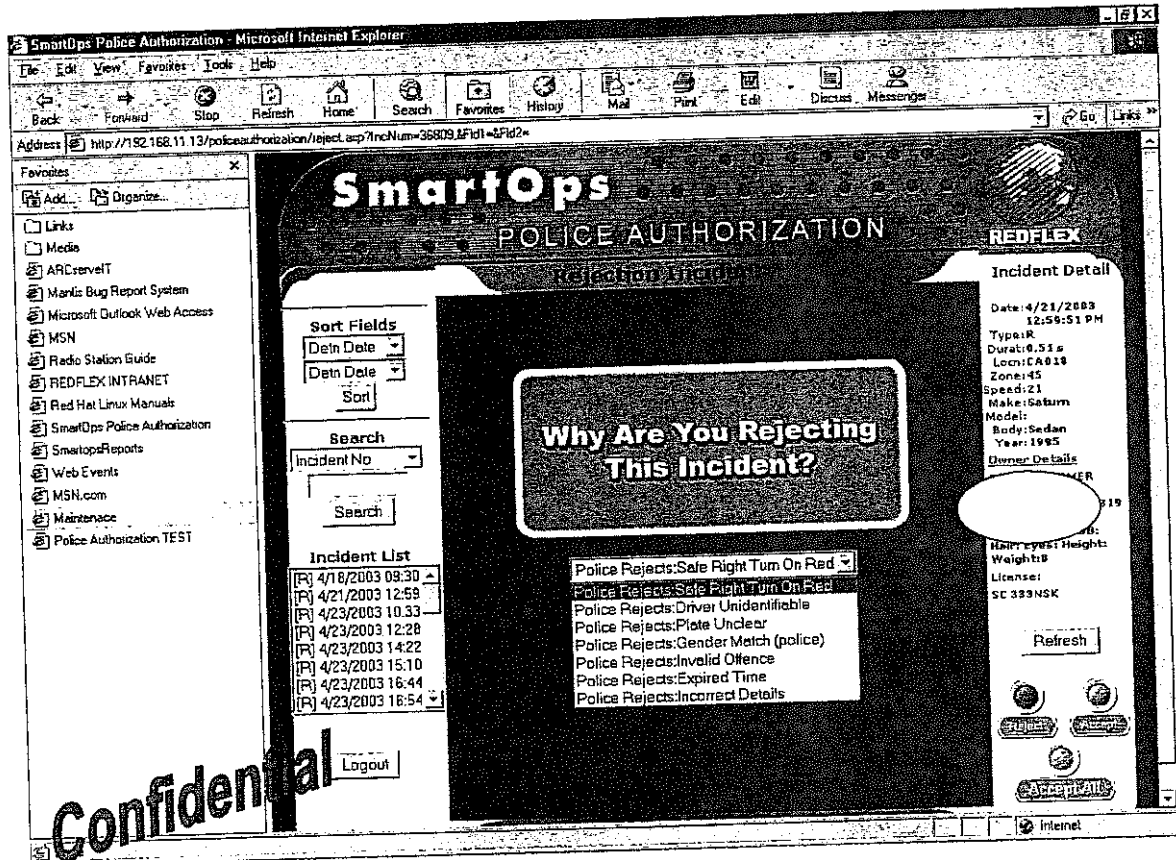 SmartOps Police Authorization - Microsoft Internet Explorer
File Edit View Favorites Tools Help
Back Forward Stop Refresh Home Search Favorites History Mail Print Edit Discuss Messenger
Address http://192.168.11.13/policeauthorization/reject.asp?IncNum=36809,&Fld1=&Fld2= Go Links »
Favorites ×
Add... Organize...
Links
Media
ARCserveIT
Mantis Bug Report System
Microsoft Outlook Web Access
MSN
Radio Station Guide
REDFLEX INTRANET
Red Hat Linux Manuals
SmartOps Police Authorization
SmartopsReports
Web Events
MSN.com
Maintenace
Police Authorization TEST
SmartOps
POLICE AUTHORIZATION
REDFLEX
Rejection Incident
Sort Fields
Detn Date
Detn Date
Sort
Search
Incident No
Search
Incident List
[R] 4/18/2003 09:30
[R] 4/21/2003 12:59
[R] 4/23/2003 10:33
[R] 4/23/2003 12:28
[R] 4/23/2003 14:22
[R] 4/23/2003 15:10
[R] 4/23/2003 16:44
[R] 4/23/2003 16:54
Logout
Why Are You Rejecting
This Incident?
Police Rejects:Safe Right Turn On Red
Police Rejects:Safe Right Turn On Red
Police Rejects:Driver Unidentifiable
Police Rejects:Plate Unclear
Police Rejects:Gender Match (police)
Police Rejects:Invalid Offence
Police Rejects:Expired Time
Police Rejects:Incorrect Details
Incident Detail
Date:4/21/2003
12:59:51 PM
Type:R
Durat:0.51s
Locn:CA018
Zone:45
Speed:21
Make:Saturn
Model:
Body:Sedan
Year:1995
Owner Details
319
Hair: Eyes: Height:
Weight:
License:
SC 333NSK
Refresh
Reject Accept
Accept All
Confidential
Internet